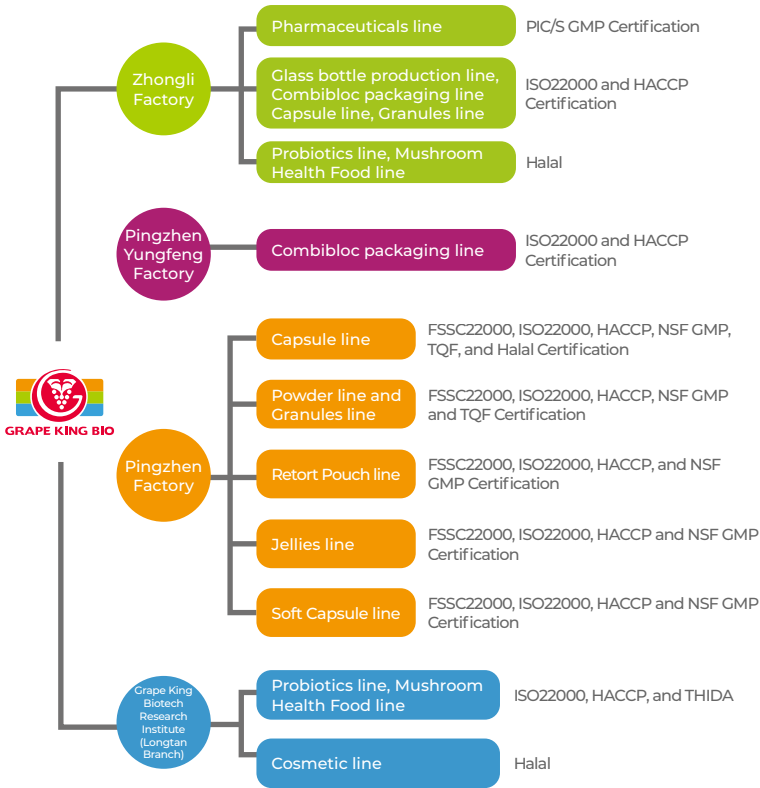 Zhongli
Factory
Pharmaceuticals line
PIC/S GMP Certification
Glass bottle production line,
Combibloc packaging line
Capsule line, Granules line
ISO22000 and HACCP
Certification
Probiotics line, Mushroom
Health Food line
Halal
Pingzhen
Yungfeng
Factory
Combibloc packaging line
ISO22000 and HACCP
Certification
GRAPE KING BIO
Pingzhen
Factory
Capsule line
FSSC22000, ISO22000, HACCP, NSF GMP,
TQF, and Halal Certification
Powder line and
Granules line
FSSC22000, ISO22000, HACCP, NSF GMP
and TQF Certification
Retort Pouch line
FSSC22000, ISO22000, HACCP, and NSF
GMP Certification
Jellies line
FSSC22000, ISO22000, HACCP and NSF GMP
Certification
Soft Capsule line
FSSC22000, ISO22000, HACCP and NSF GMP
Certification
Grape King
Biotech
Research
Institute
(Longtan
Branch)
Probiotics line, Mushroom
Health Food line
ISO22000, HACCP, and THIDA
Cosmetic line
Halal